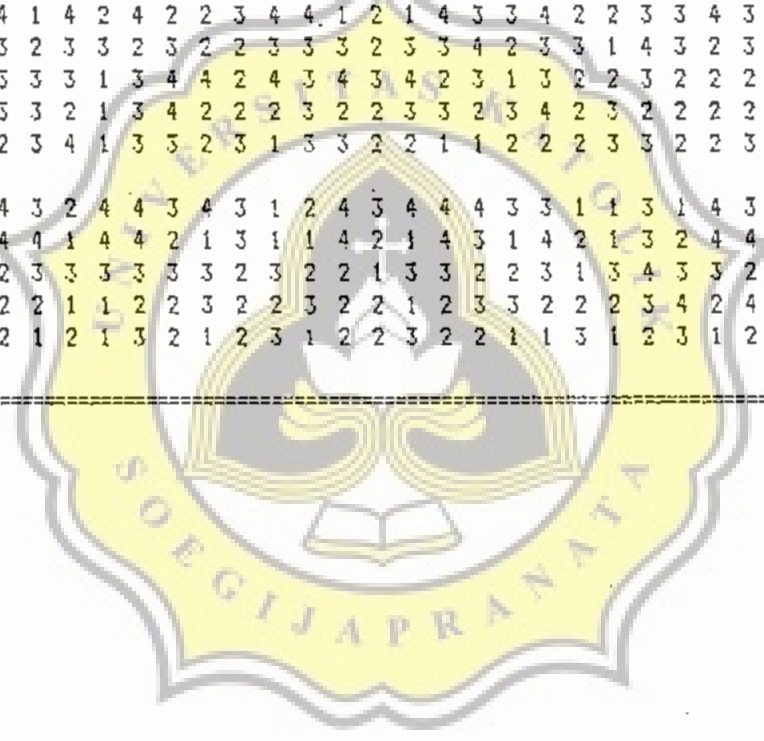 4 1 4 2 4 2 2 3 4 4 1 2 1 4 3 3 4 2 2 3 3 4 3
3 2 3 3 2 3 2 2 3 3 3 2 3 3 4 2 3 3 1 4 3 2 3
3 3 3 1 3 4 4 2 4 3 4 3 4 2 3 1 3 2 2 3 2 2 2
3 3 2 1 3 4 2 2 2 3 2 2 3 3 2 3 4 2 3 2 2 2 2
2 3 4 1 3 3 2 3 1 3 3 2 2 1 1 2 2 2 3 3 2 2 3
4 3 2 4 4 3 4 3 1 2 4 3 4 4 4 3 3 1 1 3 1 4 3
4 4 1 4 4 2 1 3 1 1 4 2 1 4 3 1 4 2 1 3 2 4 4
2 3 3 3 3 3 3 2 3 2 2 1 3 3 2 2 3 1 3 4 3 3 2
2 2 1 1 2 2 3 2 2 3 2 2 1 2 3 3 2 2 2 3 4 2 4
2 1 2 1 3 2 1 2 3 1 2 2 3 2 2 1 1 3 1 2 3 1 2
UNIVERSITAS KATOLIK
SOEGIJAPRANATA